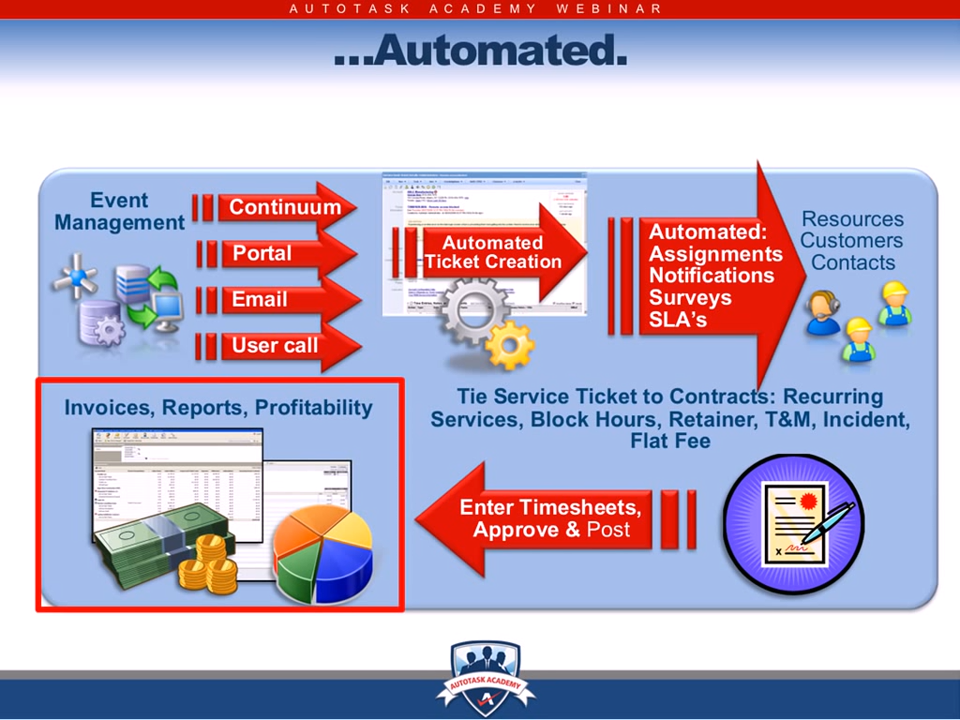 AUTOTASK ACADEMY WEBINAR
...Automated.
Event
Management
Continuum
Portal
Email
User call
Automated
Ticket Creation
Automated:
Assignments
Notifications
Surveys
SLA's
Resources
Customers
Contacts
Invoices, Reports, Profitability
Tie Service Ticket to Contracts: Recurring
Services, Block Hours, Retainer, T&M, Incident,
Flat Fee
Enter Timesheets,
Approve & Post
X
AUTOTASK ACADEMY